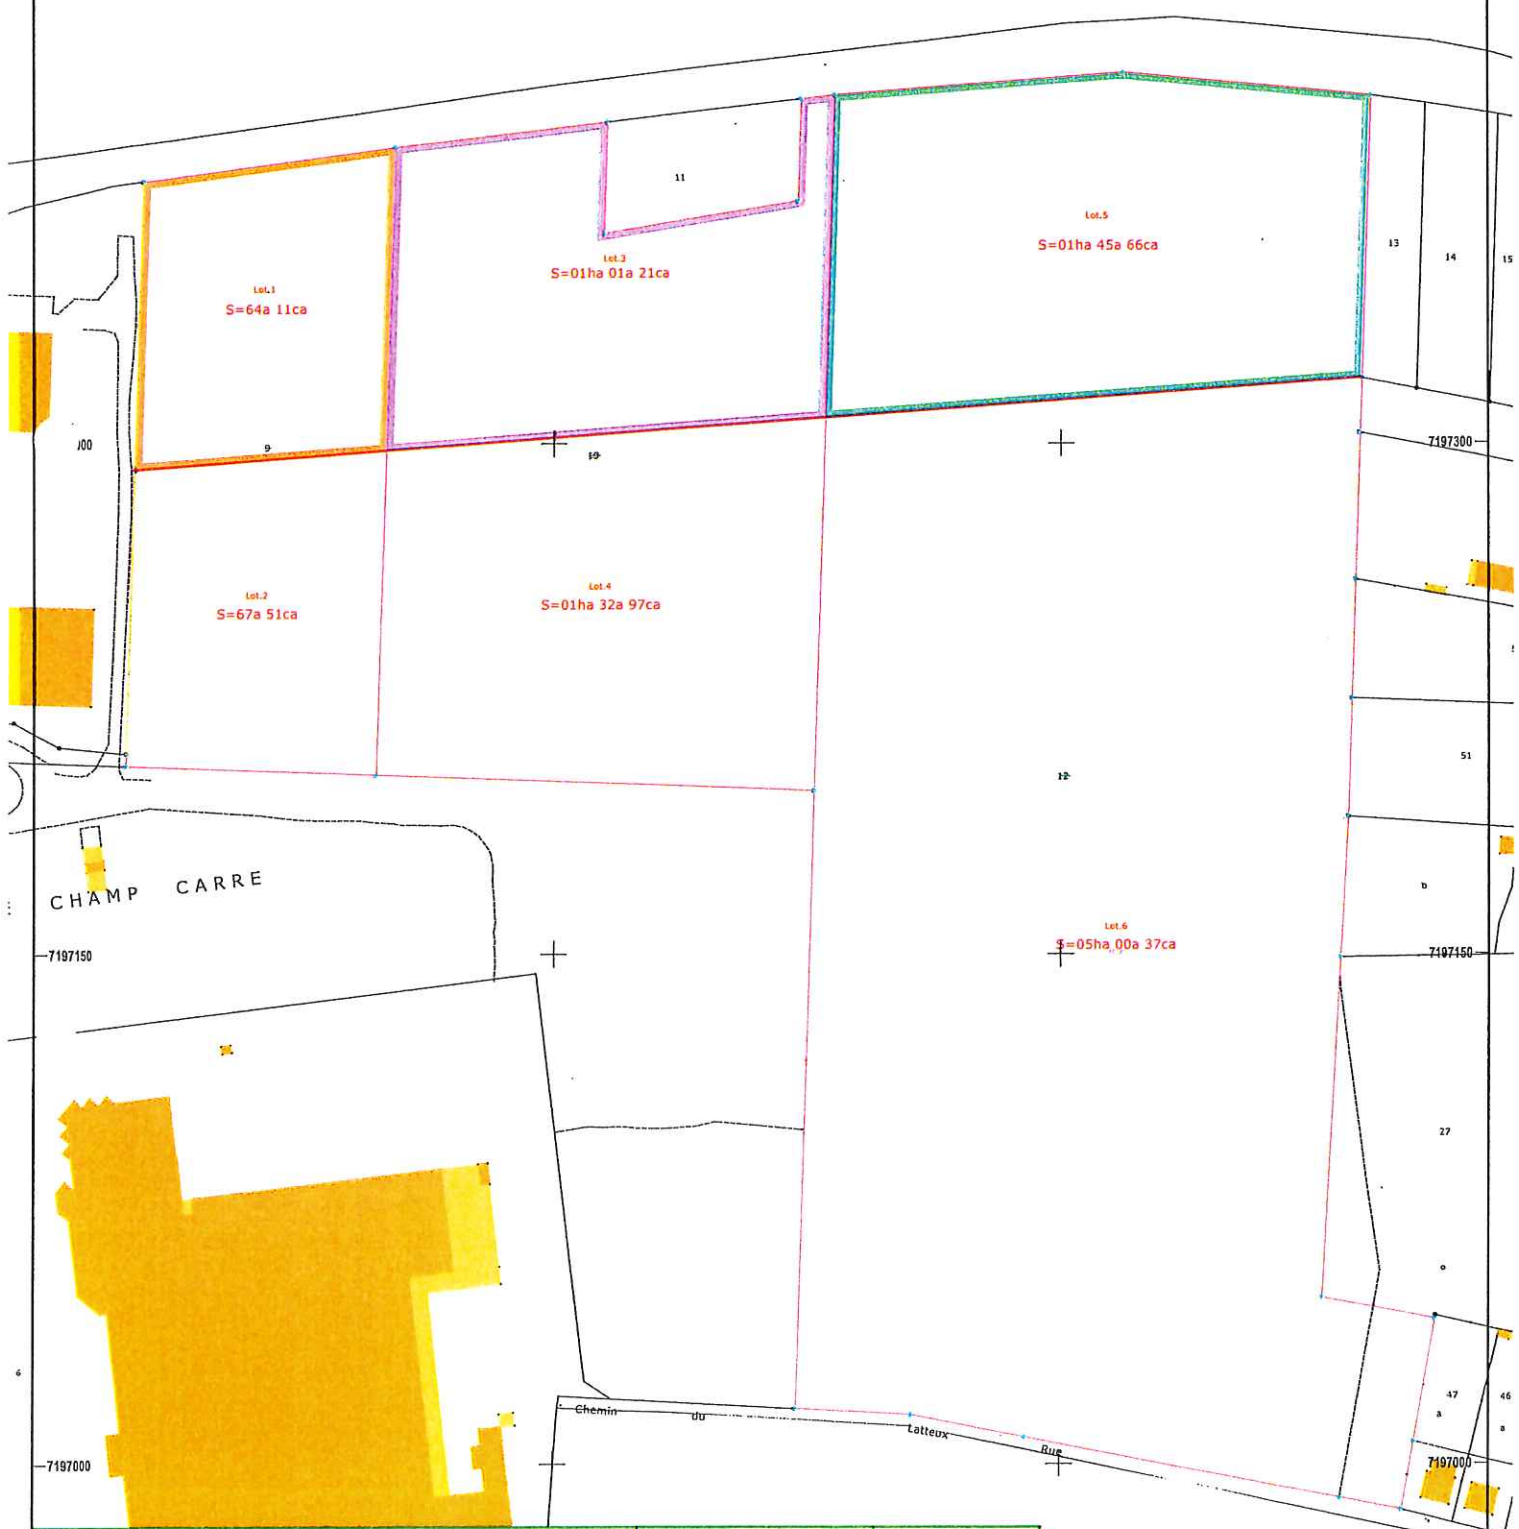 11
Lot.5
S=01ha 45a 66ca
13
14
15
Lot.3
S=01ha 01a 21ca
Lot.1
S=64a 11ca
9
10
7197300
Lot.2
S=67a 51ca
Lot.4
S=01ha 32a 97ca
51
12
CHAMP CARRE
b
Lot.6
S=05ha 00a 37ca
7197150
7197150
27
6
47
46
a
a
Chemin du Latteux Rue
7197000
7197000